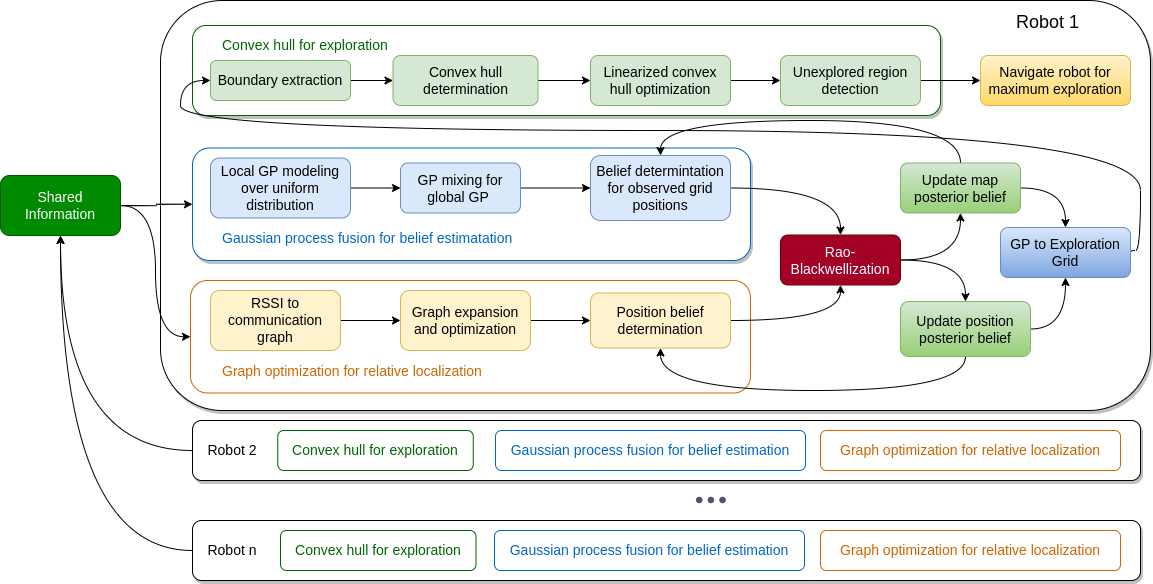 Robot 1
Convex hull for exploration
Boundary extraction
Convex hull
determination
Linearized convex
hull optimization
Unexplored region
detection
Navigate robot for
maximum exploration
Shared
Information
Local GP modeling
over uniform
distribution
GP mixing for
global GP
Belief determintation
for observed grid
positions
Gaussian process fusion for belief estimatation
Update map
posterior belief
Rao-
Blackwellization
GP to Exploration
Grid
RSSI to
communication
graph
Graph expansion
and optimization
Position belief
determination
Update position
posterior belief
Graph optimization for relative localization
Robot 2
Convex hull for exploration
Gaussian process fusion for belief estimation
Graph optimization for relative localization
Robot n
Convex hull for exploration
Gaussian process fusion for belief estimation
Graph optimization for relative localization